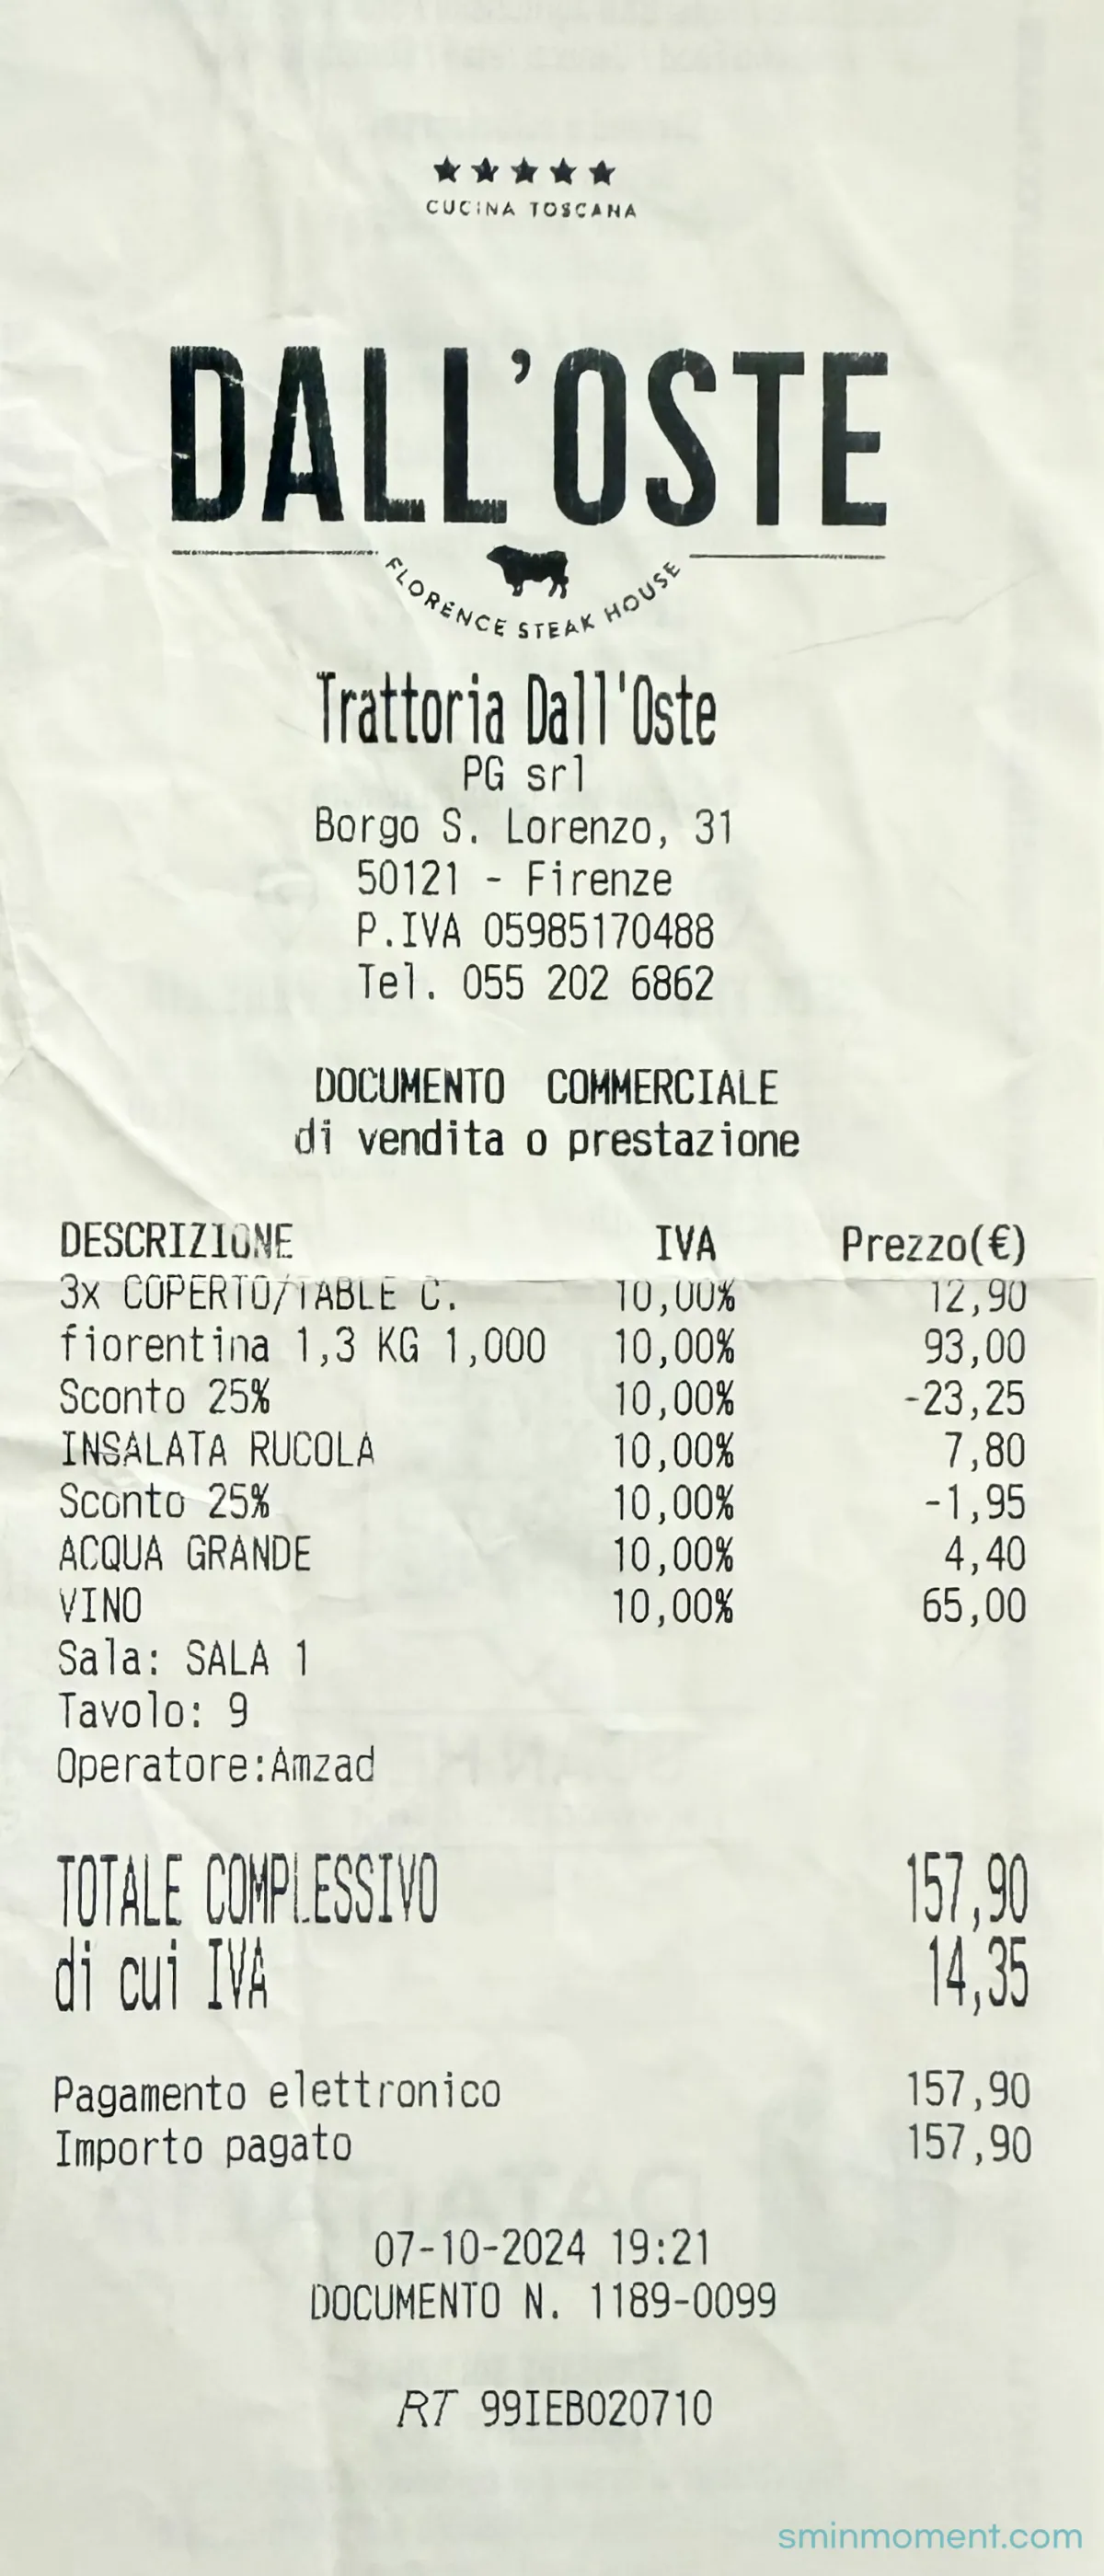 CUCINA TOSCANA
DALL'OSTE
FLORENCE STEAK HOUSE
Trattoria Dall'Oste
PG srl
Borgo S. Lorenzo, 31
50121 - Firenze
P.IVA 05985170488
Tel. 055 202 6862
DOCUMENTO COMMERCIALE
di vendita o prestazione
DESCRIZIONE IVA Prezzo(€)
3x COPERTO/TABLE C. 10,00% 12,90
fiorentina 1,3 KG 1,000 10,00% 93,00
Sconto 25% 10,00% -23,25
INSALATA RUCOLA 10,00% 7,80
Sconto 25% 10,00% -1,95
ACQUA GRANDE 10,00% 4,40
VINO 10,00% 65,00
Sala: SALA 1
Tavolo: 9
Operatore:Amzad
TOTALE COMPLESSIVO 157,90
di cui IVA 14,35
Pagamento elettronico 157,90
Importo pagato 157,90
07-10-2024 19:21
DOCUMENTO N. 1189-0099
RT 99IEB020710
sminmoment.com